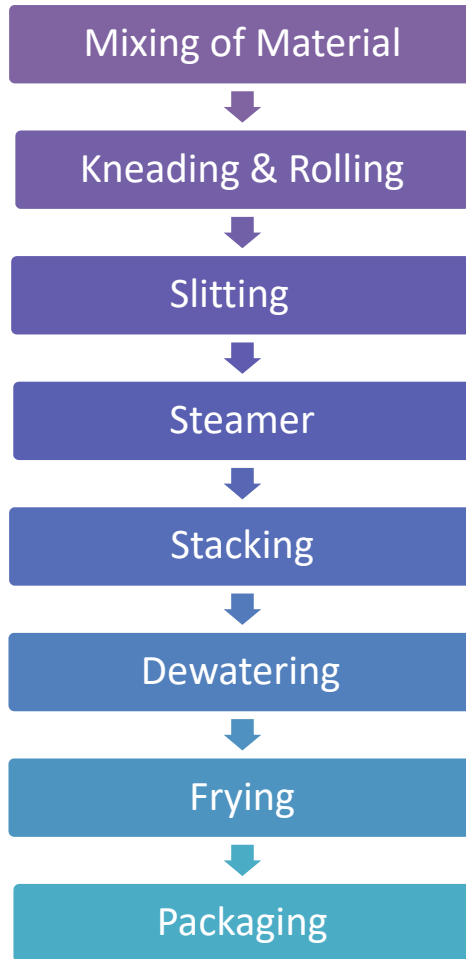 Mixing of Material
Kneading & Rolling
Slitting
Steamer
Stacking
Dewatering
Frying
Packaging